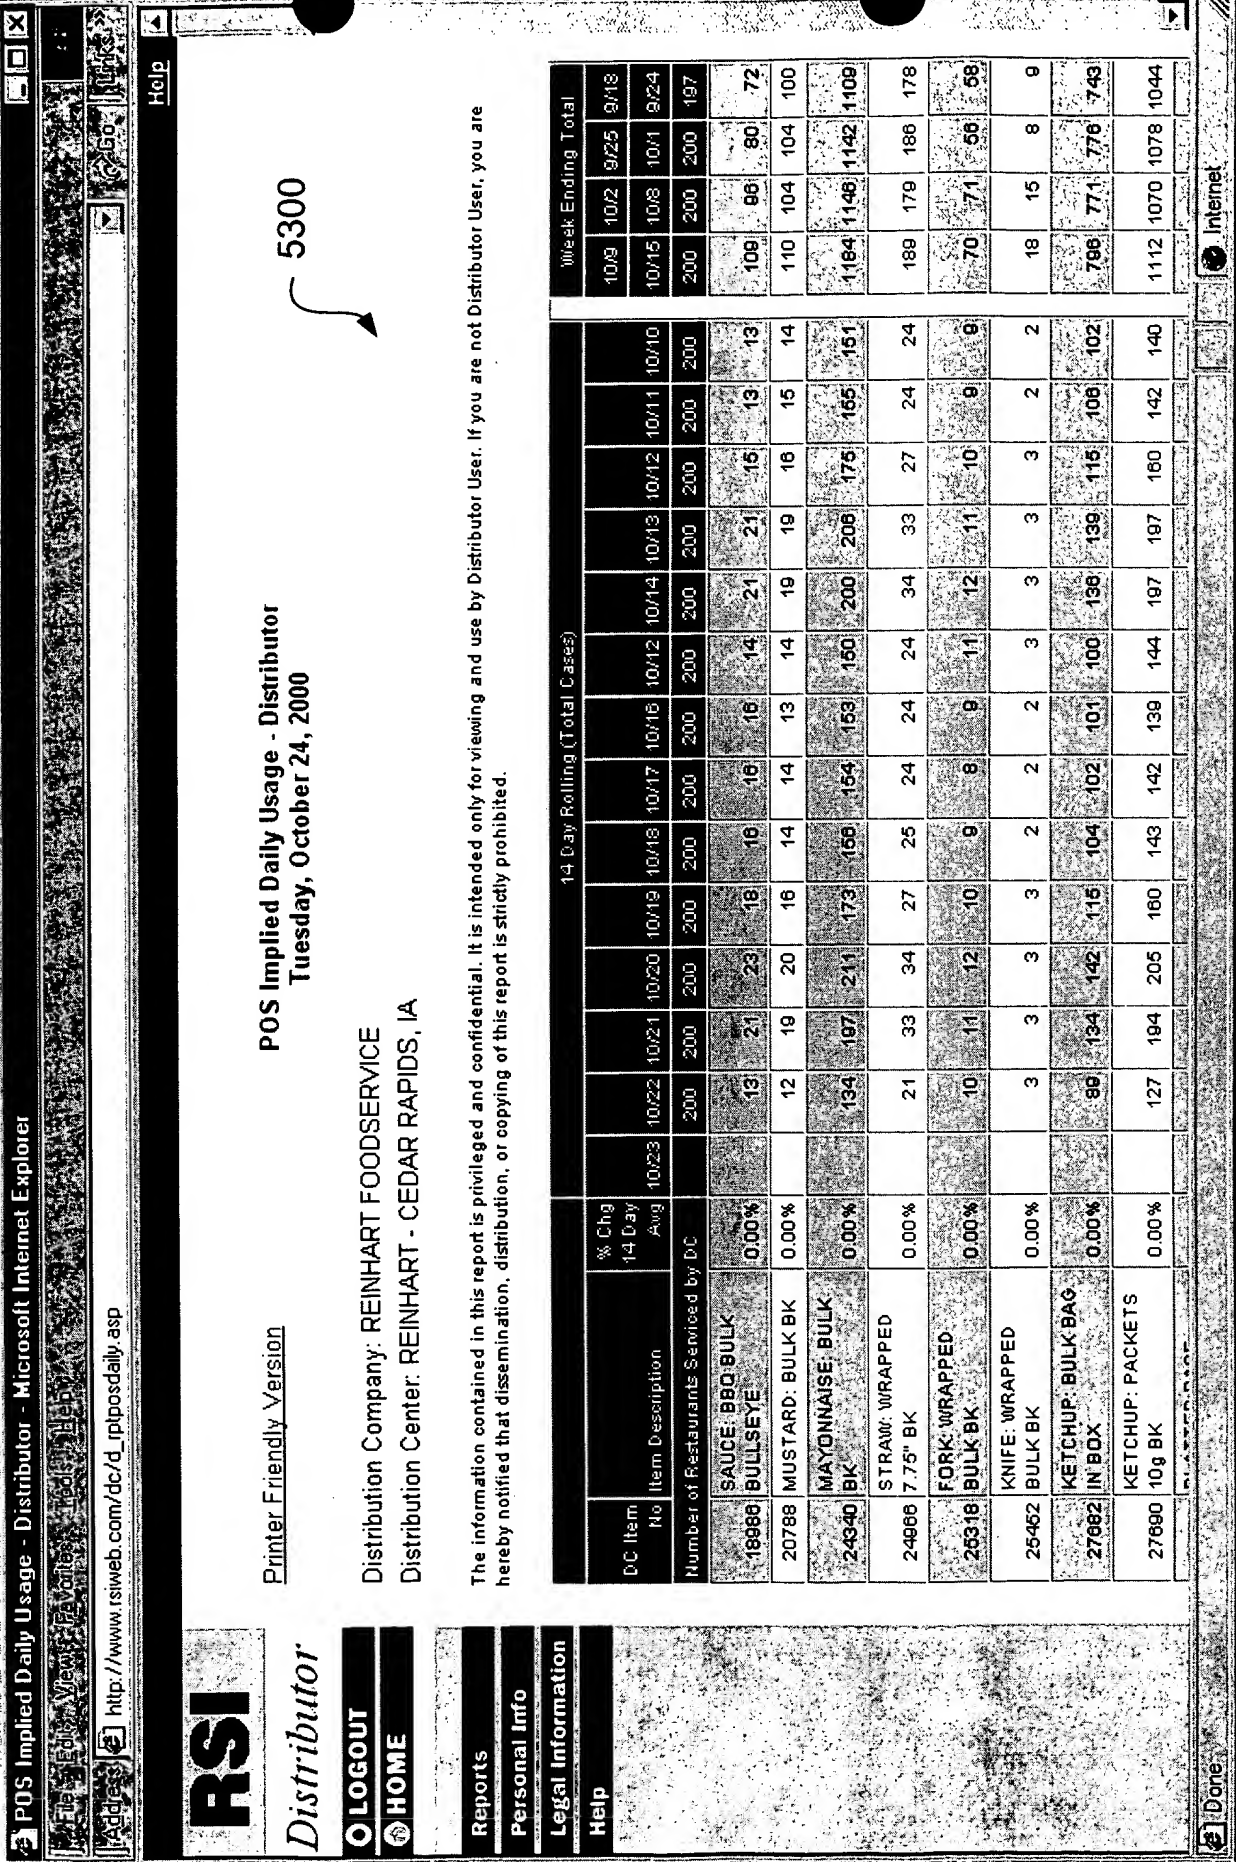 POS Implied Daily Usage - Distributor - Microsoft Internet Explorer
File Edit View Favorites Tools Help
Address http://www.rsiweb.com/dc/d_rptposdaily.asp Go Links »
Help
RSI
Distributor
LOGOUT
HOME
Reports
Personal Info
Legal Information
Help
Printer Friendly Version
POS Implied Daily Usage - Distributor
Tuesday, October 24, 2000
5300
Distribution Company: REINHART FOODSERVICE
Distribution Center: REINHART - CEDAR RAPIDS, IA
The information contained in this report is privileged and confidential. It is intended only for viewing and use by Distributor User. If you are not Distributor User, you are
hereby notified that dissemination, distribution, or copying of this report is strictly prohibited.
14 Day Rolling (Total Cases) Week Ending Total
% Chg 10/9 10/2 9/25 9/18
DC Item 14 Day
No Item Description Avg 10/23 10/22 10/21 10/20 10/19 10/18 10/17 10/16 10/12 10/14 10/13 10/12 10/11 10/10 10/15 10/8 10/1 9/24
Number of Restaurants Serviced by DC 200 200 200 200 200 200 200 200 200 200 200 200 200 200 200 200 197
SAUCE: BBQ BULK
18986 BULLSEYE 0.00% 13 21 23 18 16 16 16 14 21 21 15 13 13 109 96 80 72
20788 MUSTARD: BULK BK 0.00% 12 19 20 16 14 14 13 14 19 19 16 15 14 110 104 104 100
MAYONNAISE: BULK
24340 BK 0.00% 134 197 211 173 156 154 153 150 200 206 175 155 151 1184 1146 1142 1109
STRAW: WRAPPED
24966 7.75" BK 0.00% 21 33 34 27 25 24 24 24 34 33 27 24 24 189 179 186 178
FORK: WRAPPED
25318 BULK BK 0.00% 10 11 12 10 9 8 9 11 12 11 10 9 9 70 71 56 58
KNIFE: WRAPPED
25452 BULK BK 0.00% 3 3 3 3 2 2 2 3 3 3 3 2 2 18 15 8 9
KETCHUP: BULK BAG
27682 IN BOX 0.00% 89 134 142 115 104 102 101 100 136 139 115 106 102 796 771 776 743
KETCHUP: PACKETS
27690 10g BK 0.00% 127 194 205 160 143 142 139 144 197 197 160 142 140 1112 1070 1078 1044
Done Internet